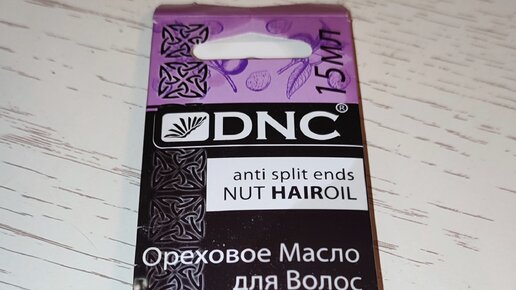 15мл
DNC®
anti split ends
NUT HAIROIL
Ореховое Масло
для Волос